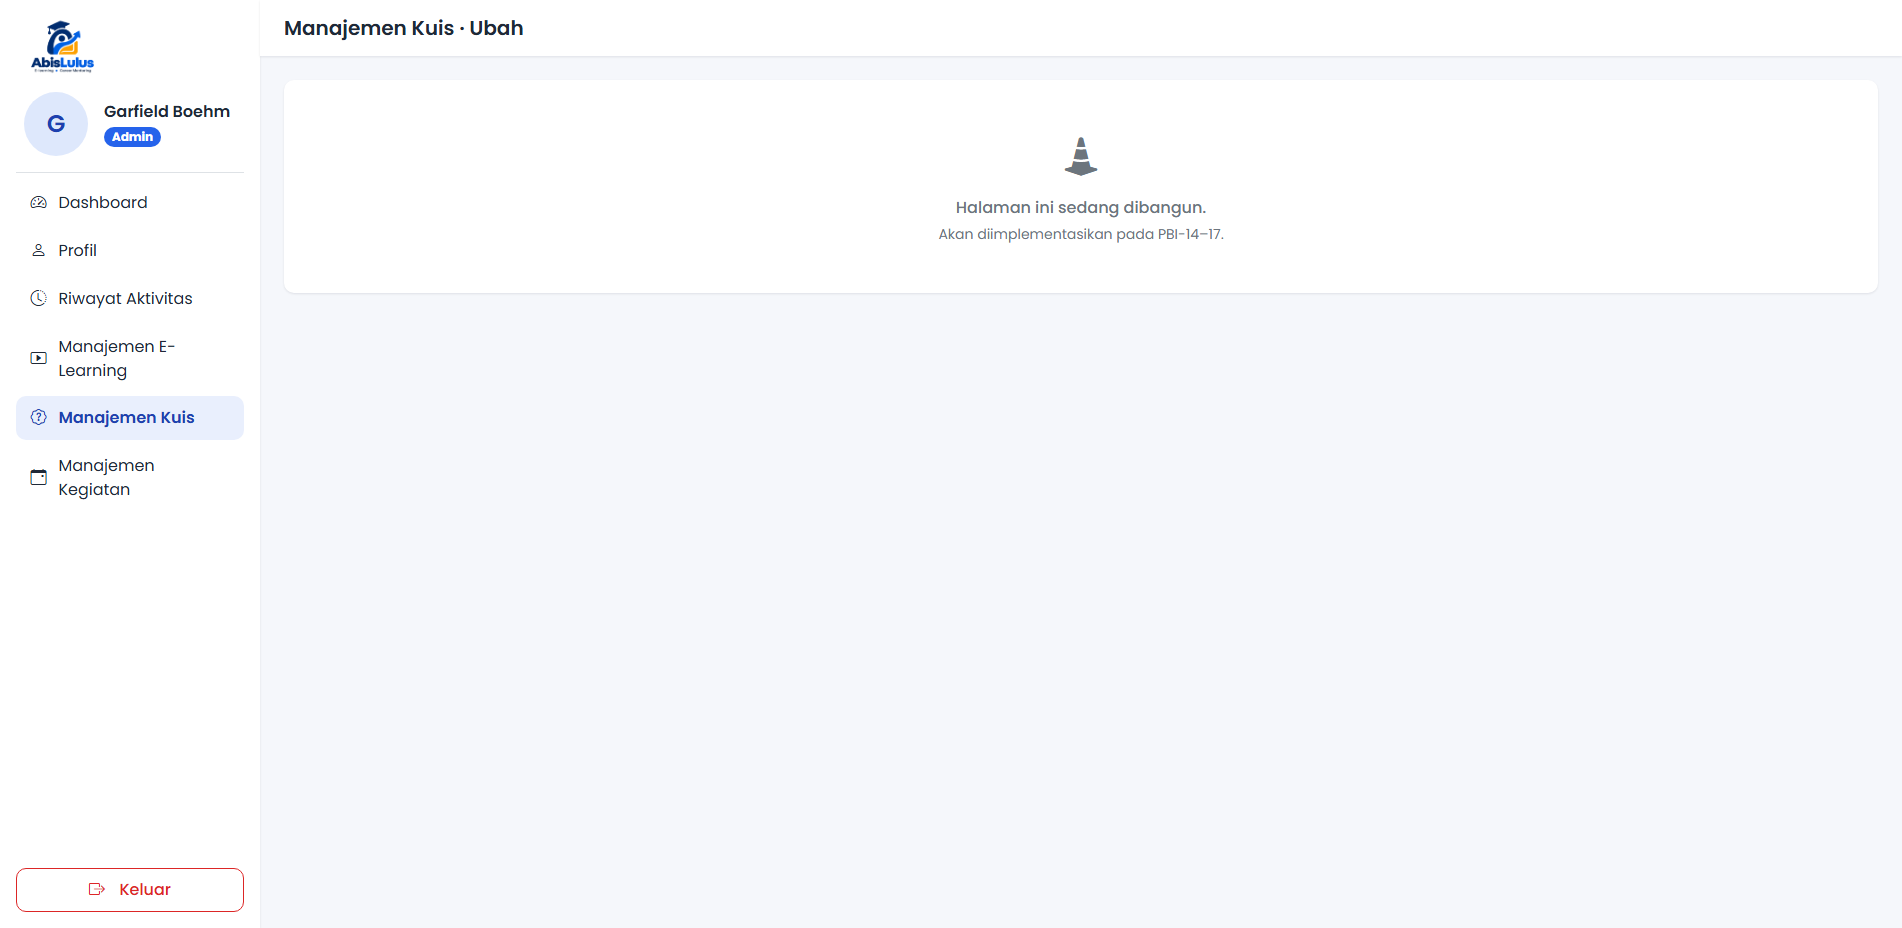 AbisLulus
G
Garfield Boehm
Admin
Dashboard
Profil
Riwayat Aktivitas
Manajemen E-
Learning
Manajemen Kuis
Manajemen
Kegiatan
Keluar
Manajemen Kuis · Ubah
Halaman ini sedang dibangun.
Akan diimplementasikan pada PBI-14–17.